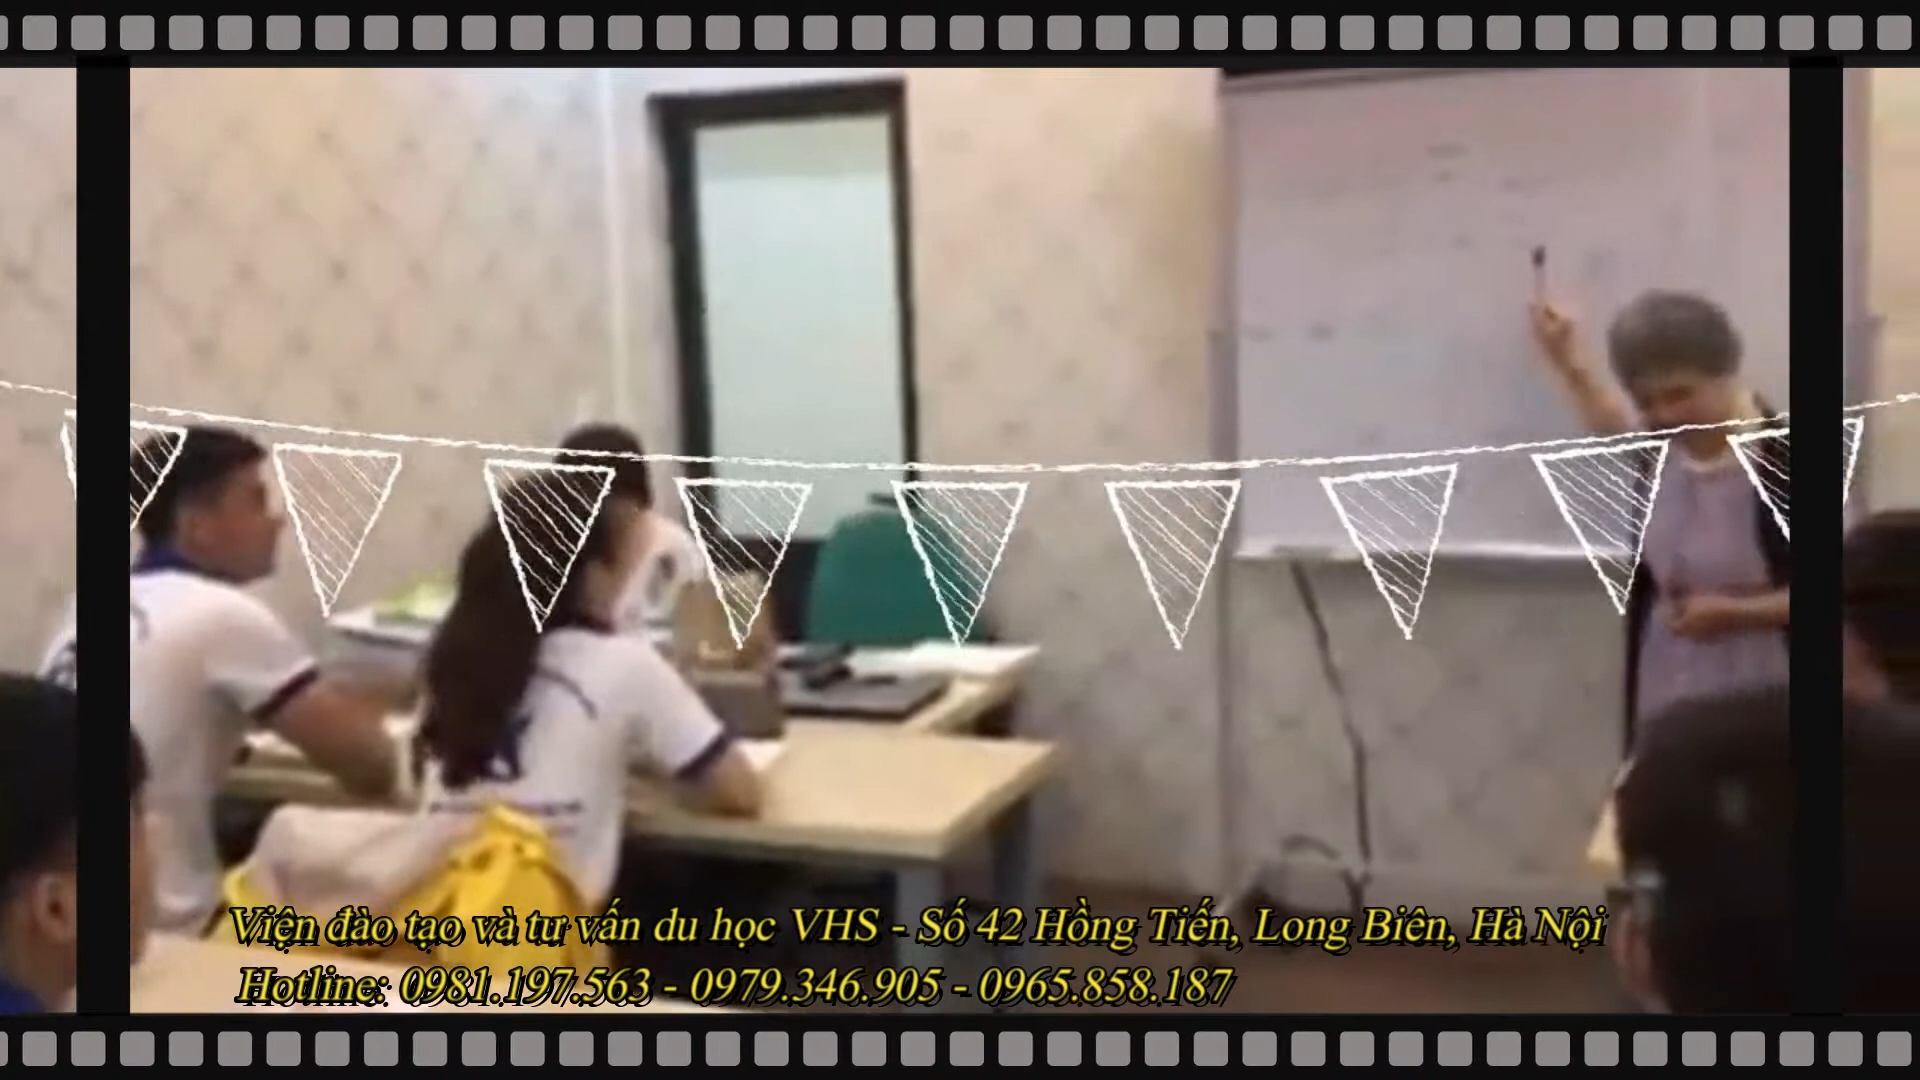 Viện đào tạo và tư vấn du học VHS - Số 42 Hồng Tiến, Long Biên, Hà Nội
Hotline: 0981.197.563 - 0979.346.905 - 0965.858.187